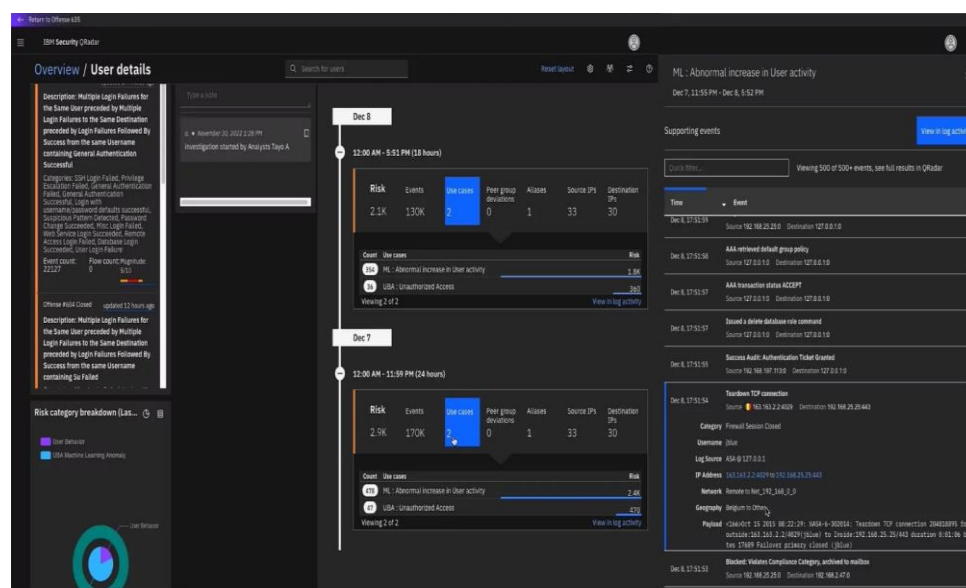 Return to Offense 635
IBM Security QRadar
Overview / User details
Search for users
Reset layout
Description: Multiple Login Failures for
the Same User preceded by Multiple
Login Failures to the Same Destination
preceded by Login Failures Followed By
Success from the same Username
containing General Authentication
Successful
Categories: SSH Login Failed, Privilege
Escalation Failed, General Authentication
Failed, General Authentication
Successful, Login with
username/password defaults successful,
Suspicious Pattern Detected, Password
Change Succeeded, Misc Login Failed,
Web Service Login Succeeded, Remote
Access Login Failed, Database Login
Succeeded, User Login Failure
Event count: Flow count: Magnitude:
22127 0 5/10
Offense #604 Closed updated 12 hours ago
Description: Multiple Login Failures for
the Same User preceded by Multiple
Login Failures to the Same Destination
preceded by Login Failures Followed By
Success from the same Username
containing Su Failed
Risk category breakdown (Las...
User Behavior
UBA Machine Learning Anomaly
User Behavior
Type a note
November 30, 2022 1:28 PM
investigation started by Analysts Tayo A
Dec 8
12:00 AM - 5:51 PM (18 hours)
Risk Events Use cases Peer group deviations Aliases Source IPs Destination IPs
2.1K 130K 2 0 1 33 30
Count Use cases Risk
354 ML : Abnormal increase in User activity 1.8K
36 UBA : Unauthorized Access 360
Viewing 2 of 2 View in log activity
Dec 7
12:00 AM - 11:59 PM (24 hours)
Risk Events Use cases Peer group deviations Aliases Source IPs Destination IPs
2.9K 170K 2 0 1 33 30
Count Use cases Risk
478 ML : Abnormal increase in User activity 2.4K
47 UBA : Unauthorized Access 470
Viewing 2 of 2 View in log activity
ML : Abnormal increase in User activity
Dec 7, 11:55 PM - Dec 8, 5:52 PM
Supporting events
View in log activi
Quick filter...
Viewing 500 of 500+ events, see full results in QRadar
Time Event
Dec 8, 17:51:59
Source 192.168.25.25:0 Destination 127.0.0.1:0
Dec 8, 17:51:58
AAA retrieved default group policy
Source 127.0.0.1:0 Destination 127.0.0.1:0
Dec 8, 17:51:57
AAA transaction status ACCEPT
Source 127.0.0.1:0 Destination 127.0.0.1:0
Dec 8, 17:51:57
Issued a delete database role command
Source 127.0.0.1:0 Destination 127.0.0.1:0
Dec 8, 17:51:55
Success Audit: Authentication Ticket Granted
Source 192.168.197.113:0 Destination 127.0.0.1:0
Dec 8, 17:51:54
Teardown TCP connection
Source 163.163.2.2:4029 Destination 192.168.25.25:443
Category Firewall Session Closed
Username jblue
Log Source ASA @ 127.0.0.1
IP Address 163.163.2.2:4029 to 192.168.25.25:443
Network Remote to Net_192_168_0_0
Geography Belgium to Other
Payload <166>Oct 15 2015 08:22:29: %ASA-6-302014: Teardown TCP connection 204818895 fo
outside:163.163.2.2/4029(jblue) to Inside:192.168.25.25/443 duration 0:01:06 b
tes 17689 Failover primary closed (jblue)
Dec 8, 17:51:53
Blocked: Violates Compliance Category, archived to mailbox
Source 192.168.25.25:0 Destination 192.168.2.47:0